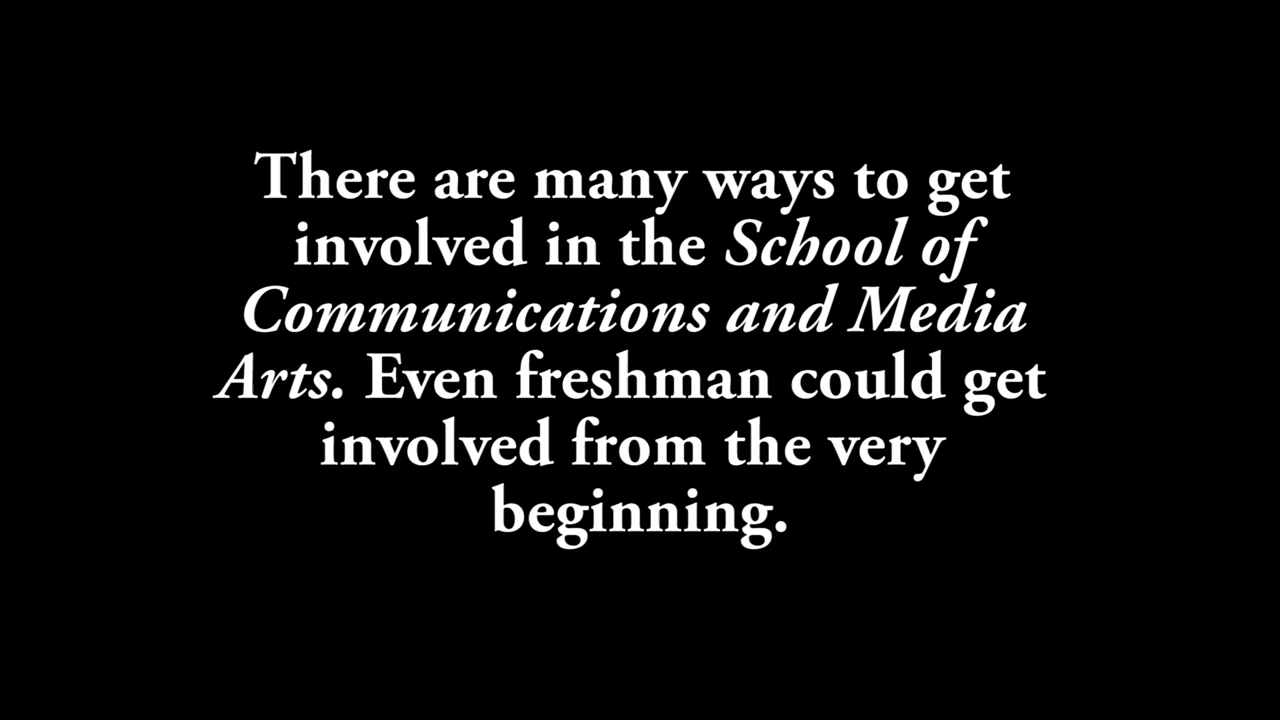 There are many ways to get
involved in the School of
Communications and Media
Arts. Even freshman could get
involved from the very
beginning.